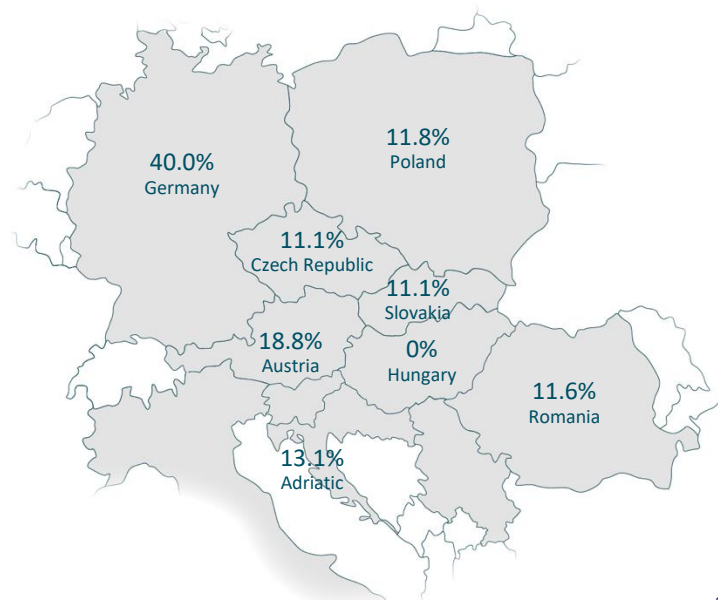 11.8%
Poland
40.0%
Germany
11.1%
Czech Republic
11.1%
Slovakia
18.8%
Austria
0%
Hungary
11.6%
Romania
13.1%
Adriatic